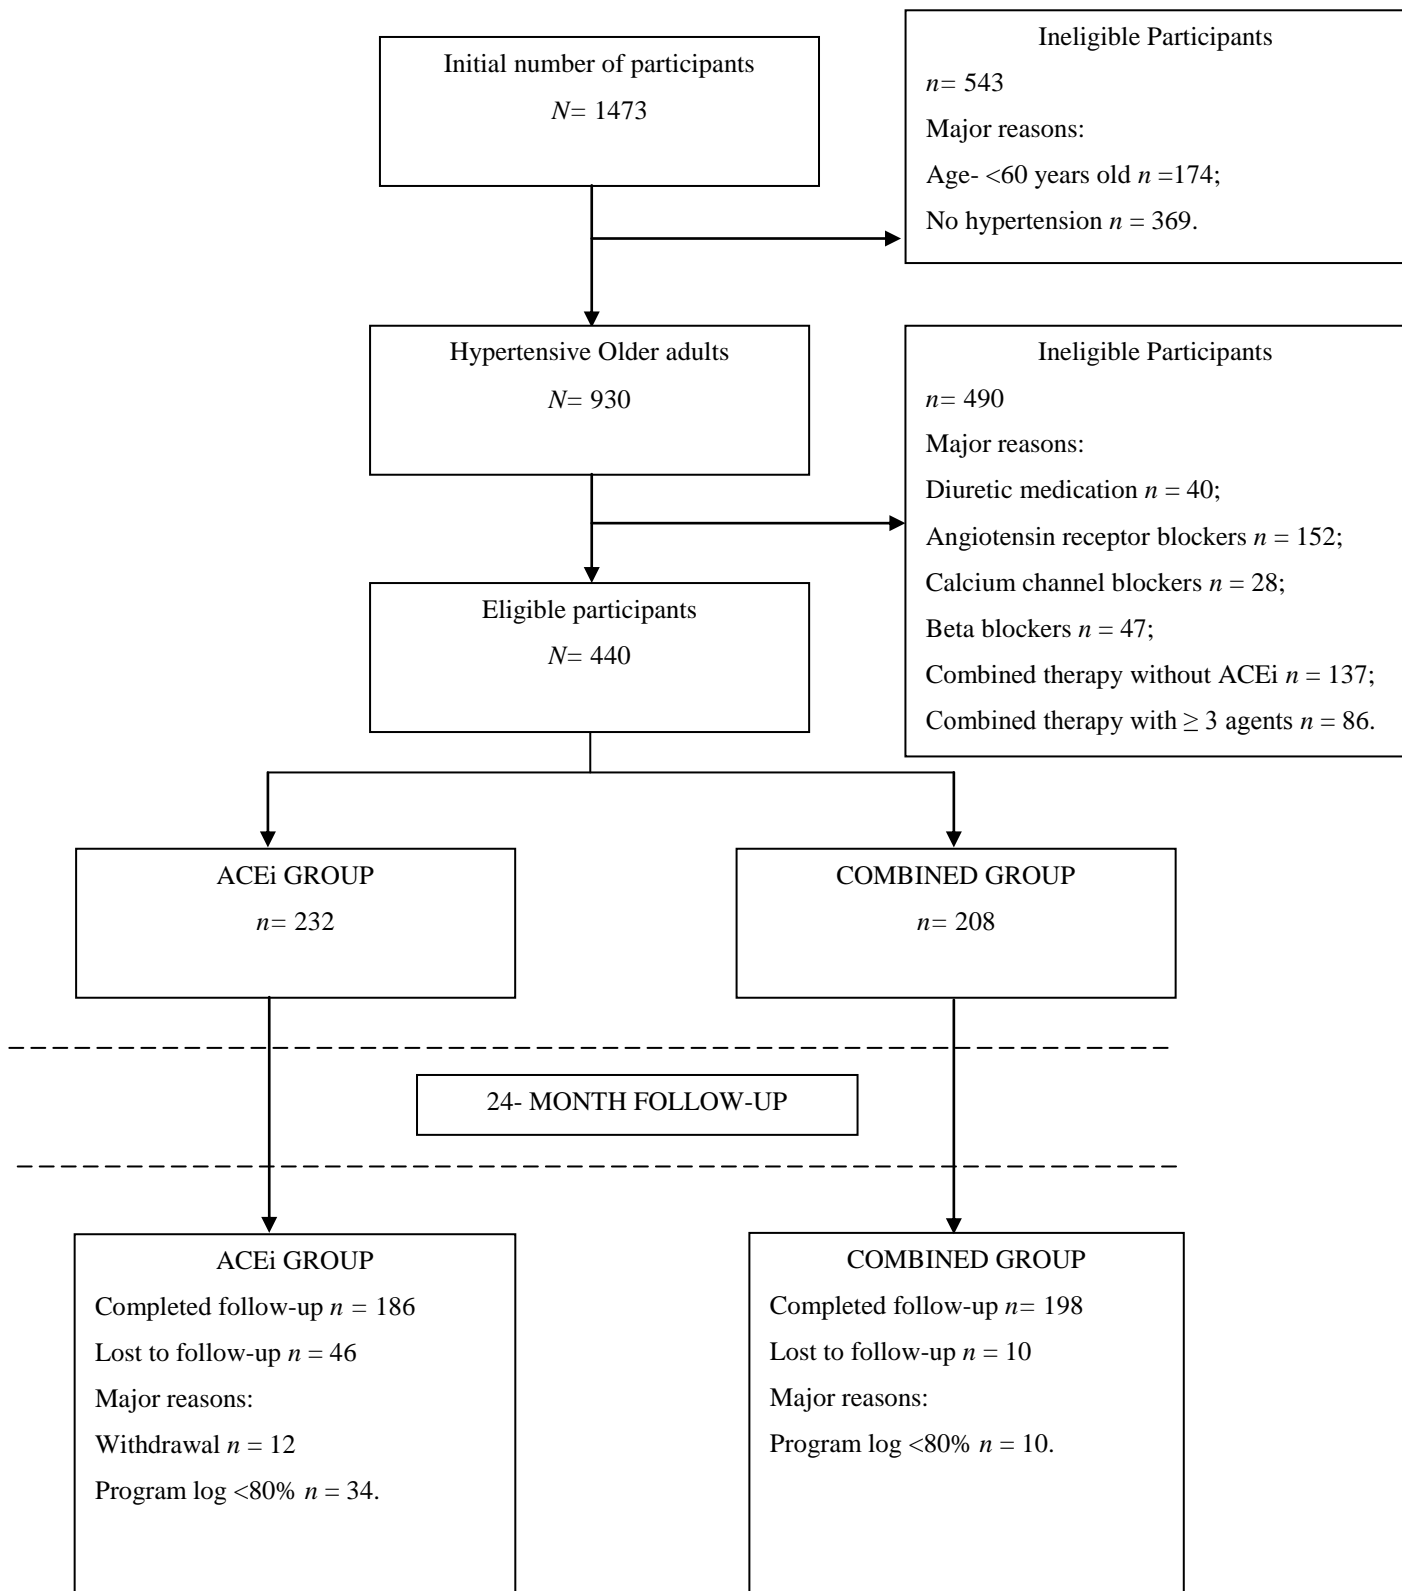 Initial number of participants
N= 1473
Ineligible Participants
n= 543
Major reasons:
Age- <60 years old n =174;
No hypertension n = 369.
Hypertensive Older adults
N= 930
Ineligible Participants
n= 490
Major reasons:
Diuretic medication n = 40;
Angiotensin receptor blockers n = 152;
Calcium channel blockers n = 28;
Beta blockers n = 47;
Combined therapy without ACEi n = 137;
Combined therapy with ≥ 3 agents n = 86.
Eligible participants
N= 440
ACEi GROUP
n= 232
COMBINED GROUP
n= 208
24- MONTH FOLLOW-UP
ACEi GROUP
Completed follow-up n = 186
Lost to follow-up n = 46
Major reasons:
Withdrawal n = 12
Program log <80% n = 34.
COMBINED GROUP
Completed follow-up n= 198
Lost to follow-up n = 10
Major reasons:
Program log <80% n = 10.